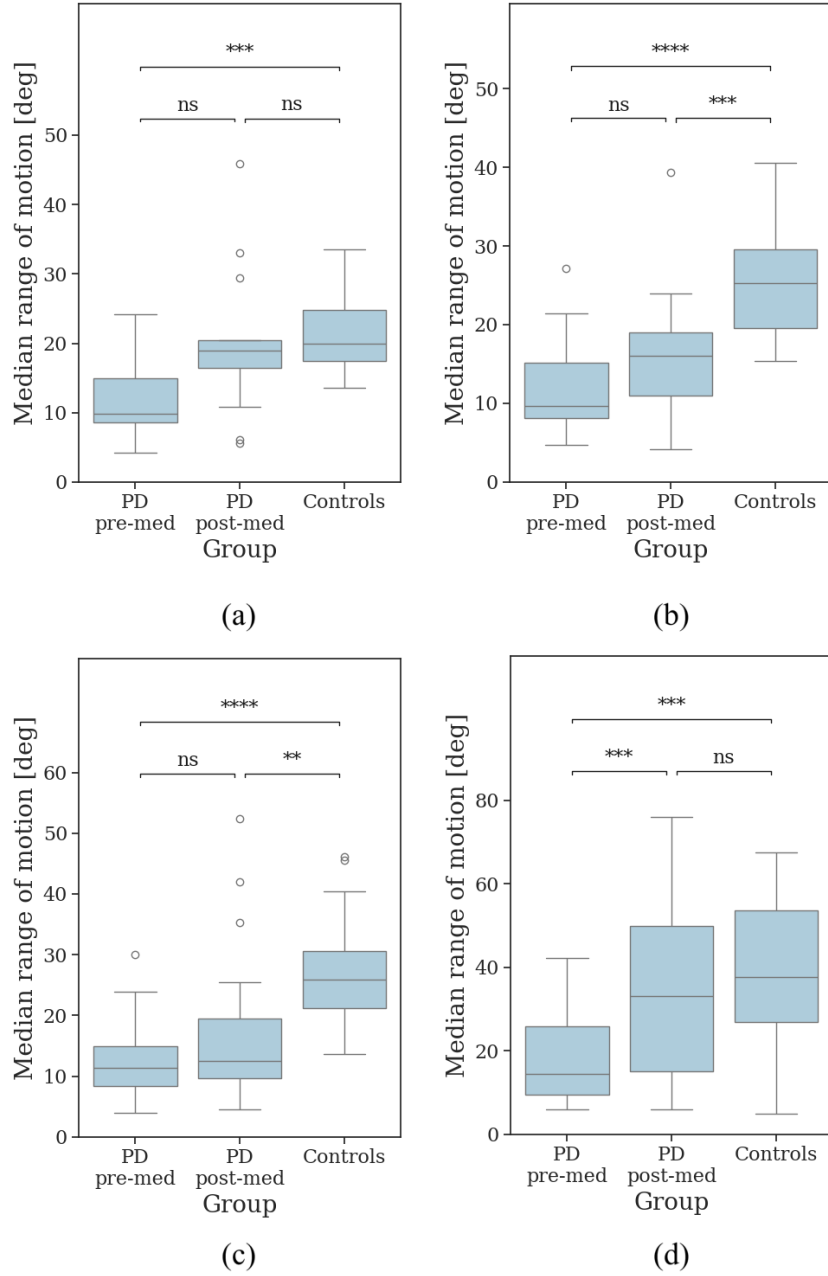 ***
ns
ns
50
40
30
20
10
0
Median range of motion [deg]
PD
pre-med
PD
post-med
Controls
Group
(a)
****
ns
***
50
40
30
20
10
0
Median range of motion [deg]
PD
pre-med
PD
post-med
Controls
Group
(b)
****
ns
**
60
50
40
30
20
10
0
Median range of motion [deg]
PD
pre-med
PD
post-med
Controls
Group
(c)
***
***
ns
80
60
40
20
0
Median range of motion [deg]
PD
pre-med
PD
post-med
Controls
Group
(d)